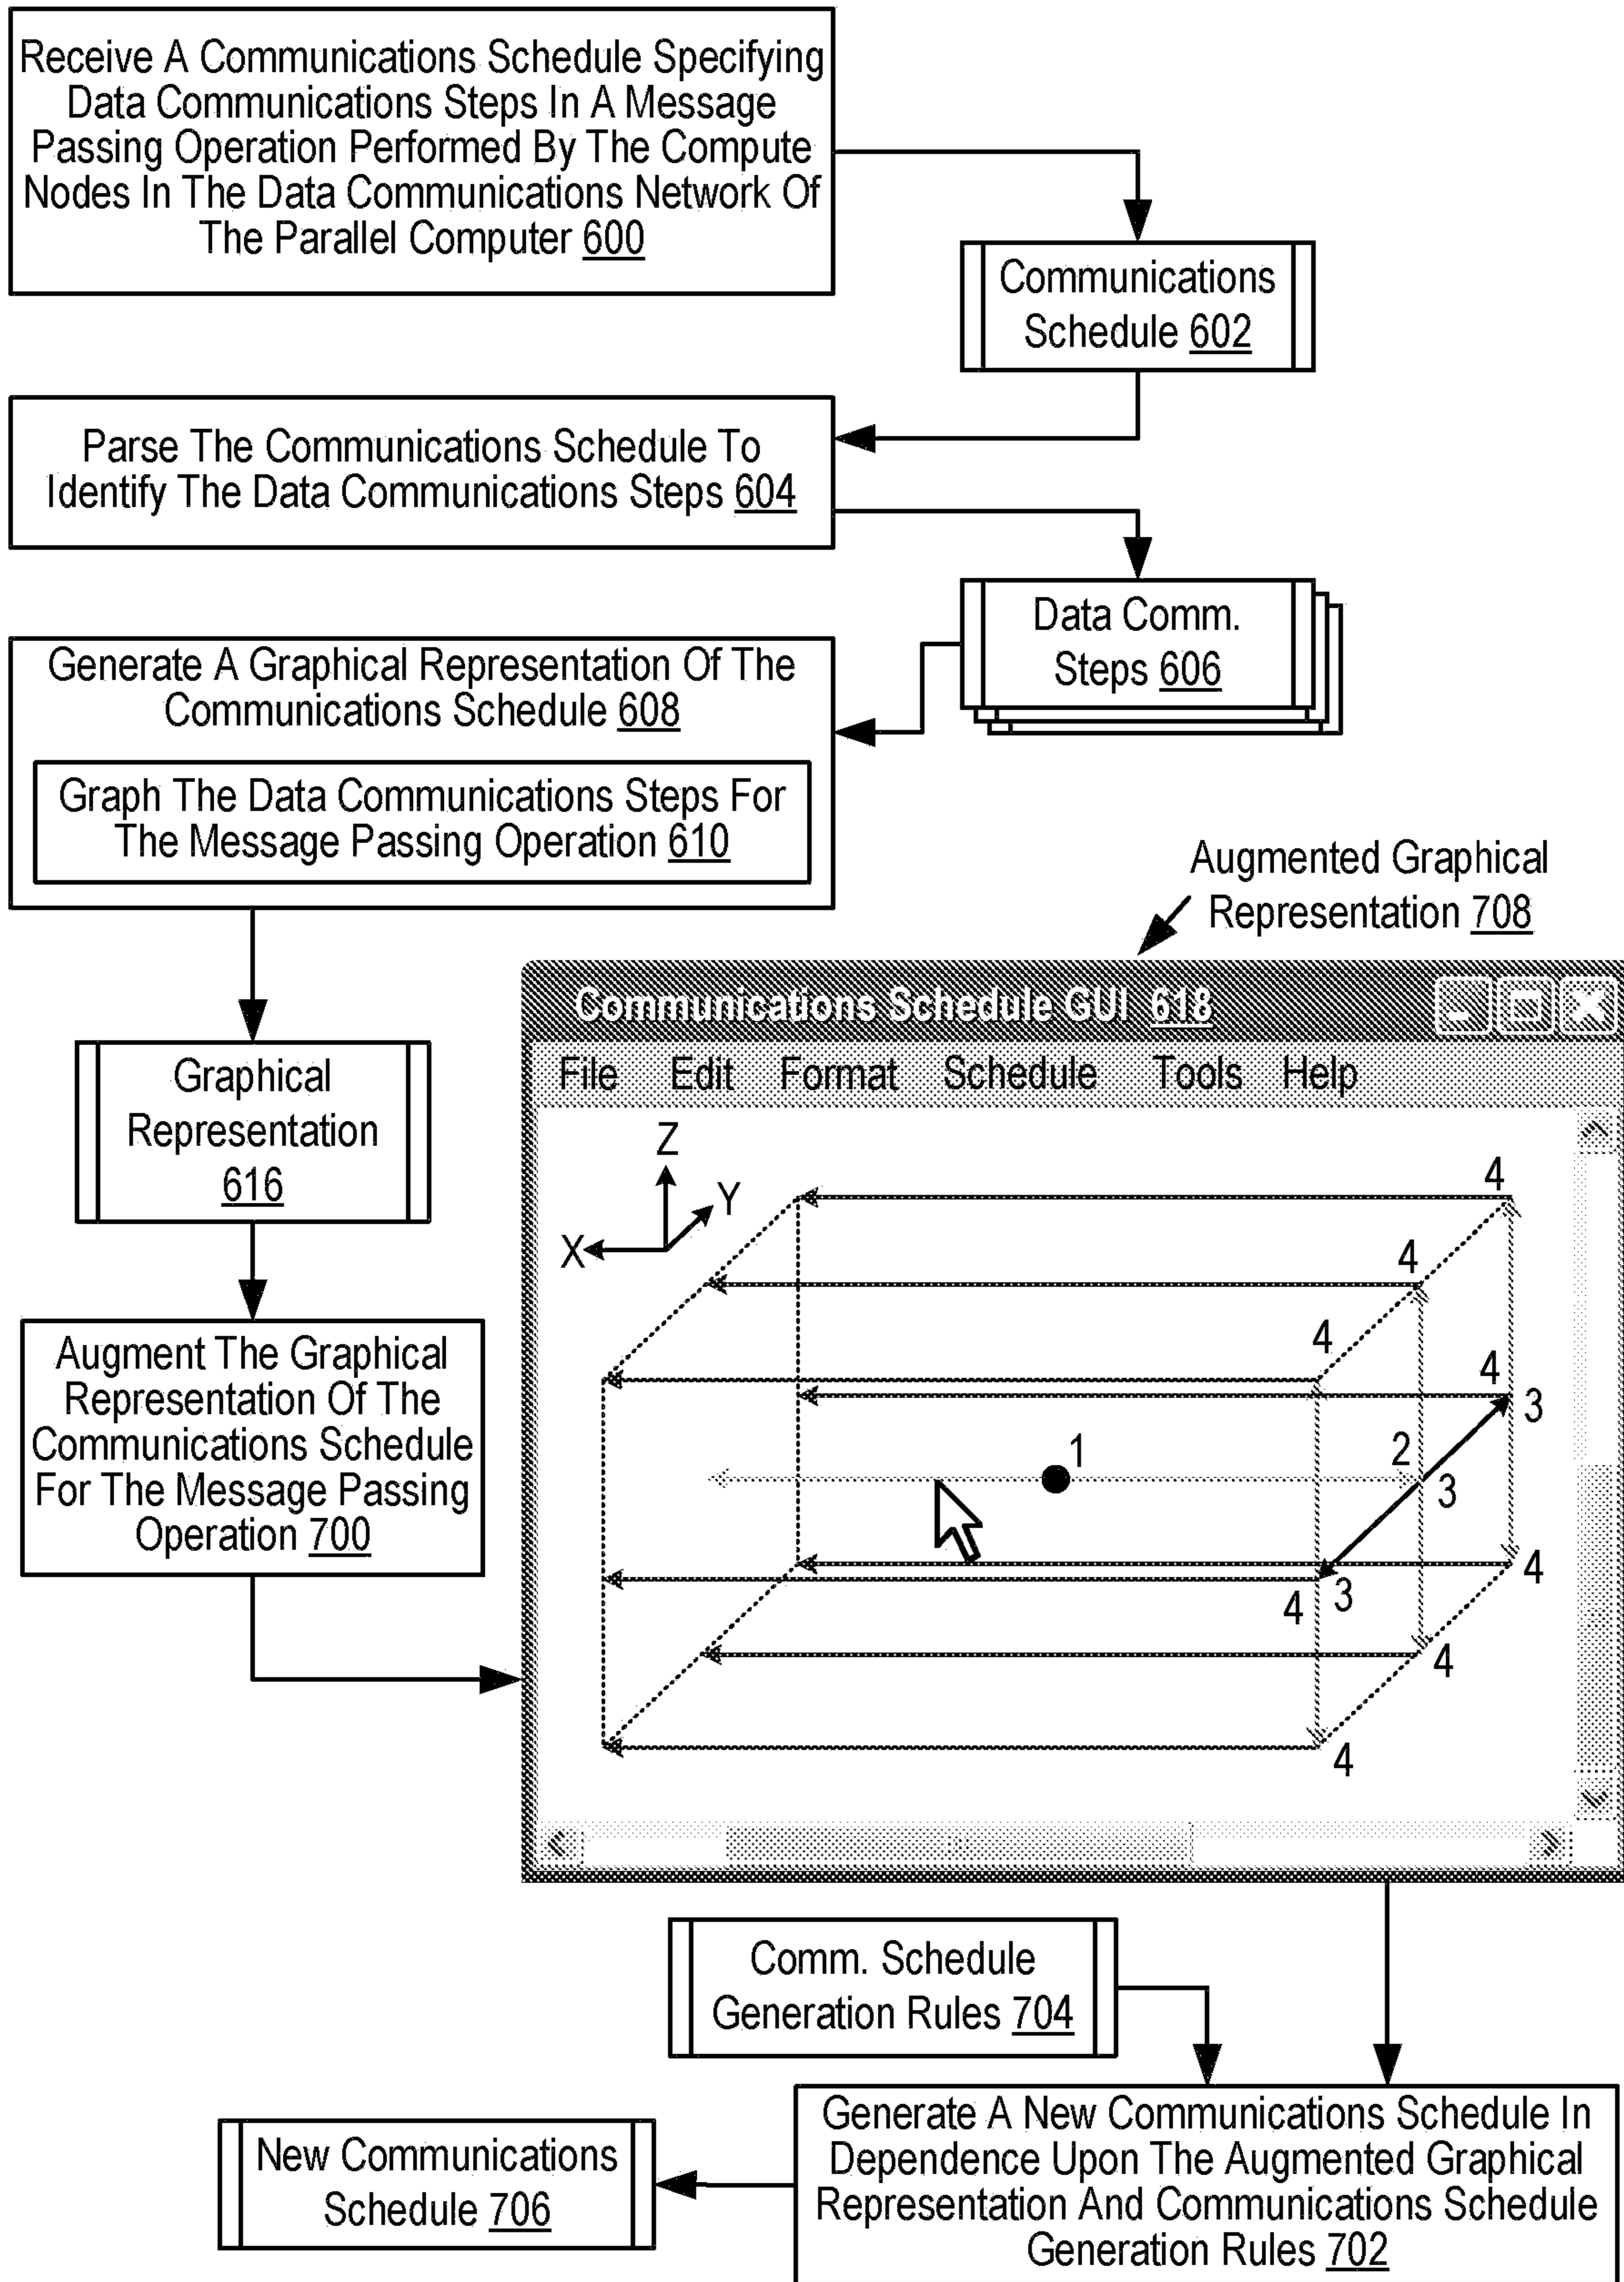 Receive A Communications Schedule Specifying
Data Communications Steps In A Message
Passing Operation Performed By The Compute
Nodes In The Data Communications Network Of
The Parallel Computer 600
Communications
Schedule 602
Parse The Communications Schedule To
Identify The Data Communications Steps 604
Data Comm.
Steps 606
Generate A Graphical Representation Of The
Communications Schedule 608
Graph The Data Communications Steps For
The Message Passing Operation 610
Augmented Graphical
Representation 708
Graphical
Representation
616
Augment The Graphical
Representation Of The
Communications Schedule
For The Message Passing
Operation 700
Communications Schedule GUI 618
File Edit Format Schedule Tools Help
Z
Y
X
4
4
4
4
3
1
2
3
4
4 3
4
4
Comm. Schedule
Generation Rules 704
Generate A New Communications Schedule In
Dependence Upon The Augmented Graphical
Representation And Communications Schedule
Generation Rules 702
New Communications
Schedule 706